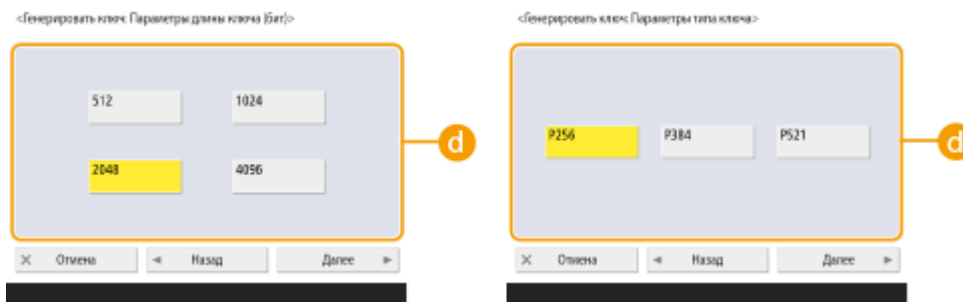 <Генерировать ключ: Параметры длины ключа (бит)>
512
1024
2048
4096
d
Отмена
Назад
Далее
<Генерировать ключ: Параметры типа ключа>
P256
P384
P521
d
Отмена
Назад
Далее